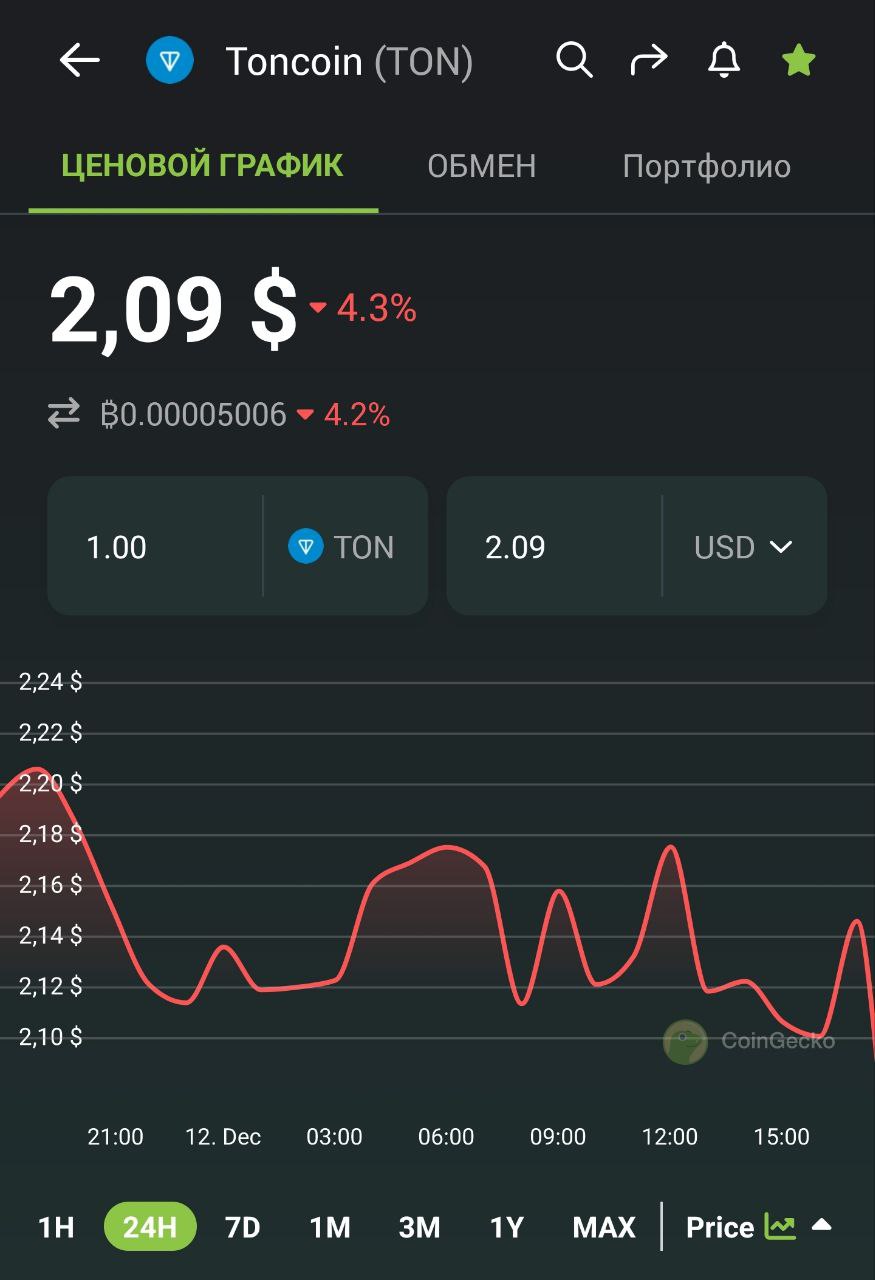 Toncoin (TON)
ЦЕНОВОЙ ГРАФИК ОБМЕН Портфолио
2,09 $ 4.3%
₿0.00005006 4.2%
1.00 TON 2.09 USD
2,24 $
2,22 $
2,20 $
2,18 $
2,16 $
2,14 $
2,12 $
2,10 $
CoinGecko
21:00 12. Dec 03:00 06:00 09:00 12:00 15:00
1H 24H 7D 1M 3M 1Y MAX Price